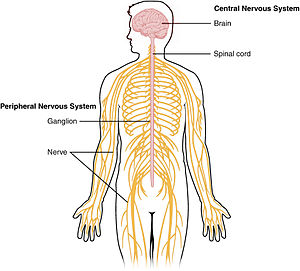 Central Nervous System
Brain
Spinal cord
Peripheral Nervous System
Ganglion
Nerve